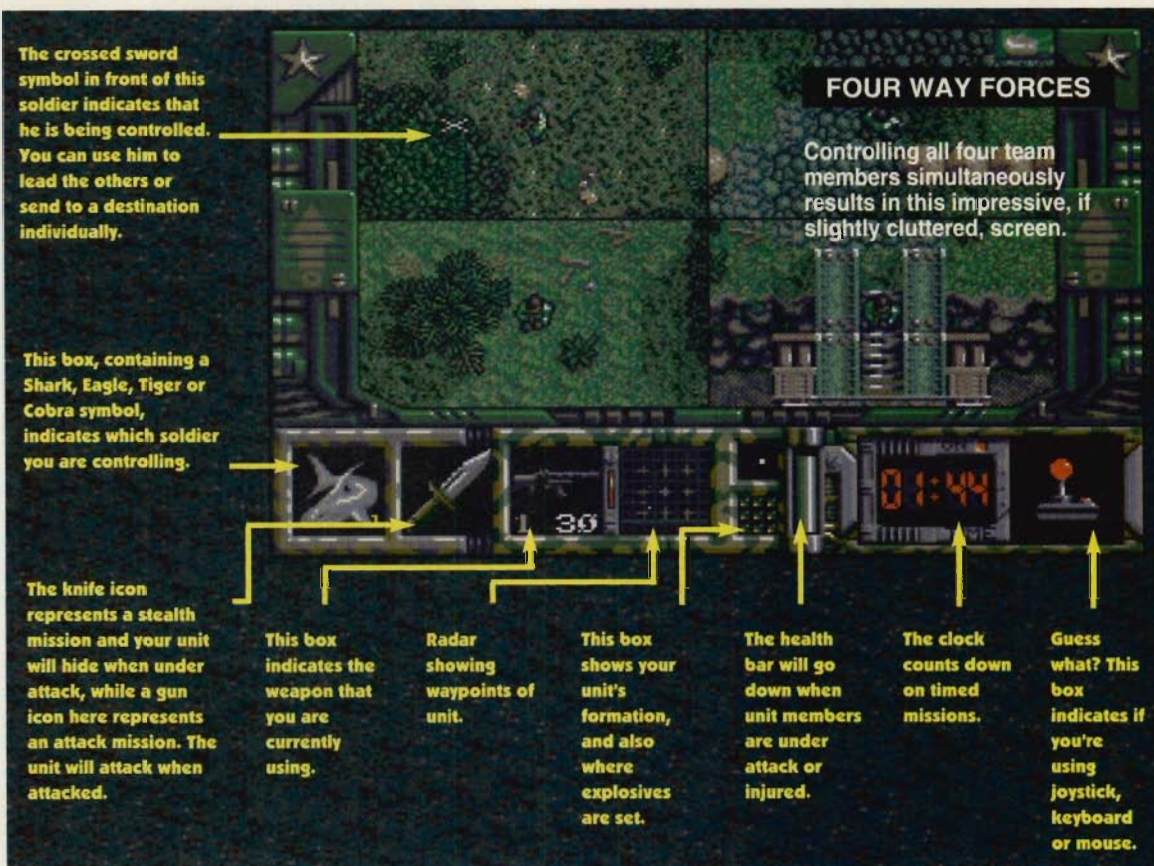 The crossed sword
symbol in front of this
soldier indicates that
he is being controlled.
You can use him to
lead the others or
send to a destination
individually.
FOUR WAY FORCES
Controlling all four team
members simultaneously
results in this impressive, if
slightly cluttered, screen.
This box, containing a
Shark, Eagle, Tiger or
Cobra symbol,
indicates which soldier
you are controlling.
1
1 30
01:44
The knife icon
represents a stealth
mission and your unit
will hide when under
attack, while a gun
icon here represents
an attack mission. The
unit will attack when
attacked.
This box
indicates the
weapon that
you are
currently
using.
Radar
showing
waypoints of
unit.
This box
shows your
unit's
formation,
and also
where
explosives
are set.
The health
bar will go
down when
unit members
are under
attack or
injured.
The clock
counts down
on timed
missions.
Guess
what? This
box
indicates if
you're
using
joystick,
keyboard
or mouse.